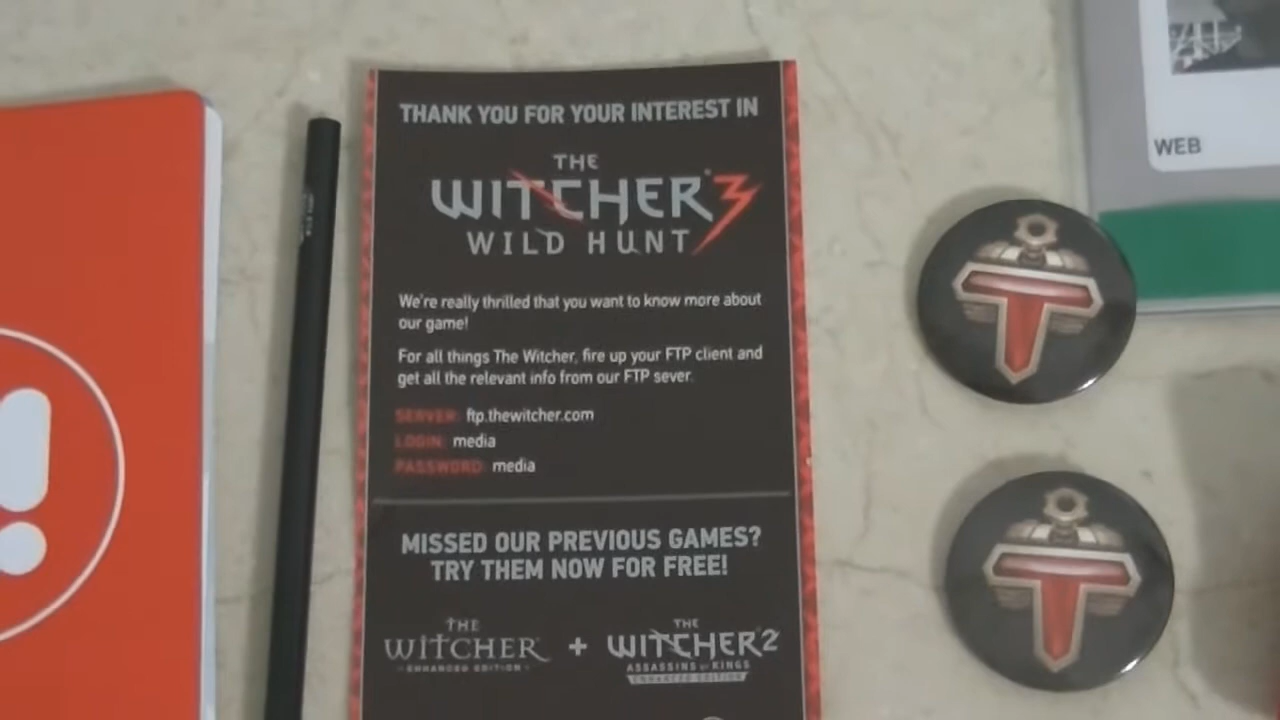 THANK YOU FOR YOUR INTEREST IN
THE
WITCHER 3
WILD HUNT
We're really thrilled that you want to know more about
our game!
For all things The Witcher, fire up your FTP client and
get all the relevant info from our FTP sever.
SERVER: ftp.thewitcher.com
LOGIN: media
PASSWORD: media
MISSED OUR PREVIOUS GAMES?
TRY THEM NOW FOR FREE!
THE
WITCHER
ENHANCED EDITION
+
THE
WITCHER 2
ASSASSINS OF KINGS
ENHANCED EDITION
!
WEB
T
T